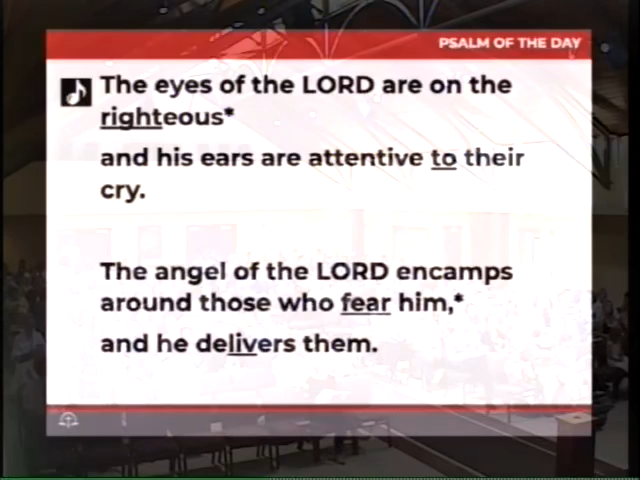 PSALM OF THE DAY
The eyes of the LORD are on the
righteous*
and his ears are attentive to their
cry.
The angel of the LORD encamps
around those who fear him,*
and he delivers them.